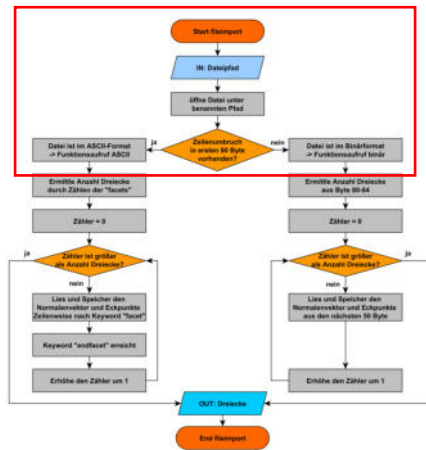 Start fileimport
IN: Dateipfad
öffne Datei unter
benannten Pfad
ja
Zeilenumbruch
in ersten 80 Byte
vorhanden?
nein
Datei ist im ASCII-Format
-> Funktionsaufruf ASCII
Datei ist im Binärformat
-> Funktionsaufruf binär
Ermittle Anzahl Dreiecke
durch Zählen der "facets"
Ermittle Anzahl Dreiecke
aus Byte 80-84
Zähler = 0
Zähler = 0
ja
Zähler ist größer
als Anzahl Dreiecke?
Zähler ist größer
als Anzahl Dreiecke?
ja
nein
nein
Lies und Speicher den
Normalenvektor und Eckpunkte
Zeilenweise nach Keyword "facet"
Lies und Speicher den
Normalenvektor und Eckpunkte
aus den nächsten 50 Byte
Keyword "endfacet" erreicht
Erhöhe den Zähler um 1
Erhöhe den Zähler um 1
OUT: Dreiecke
End fileimport